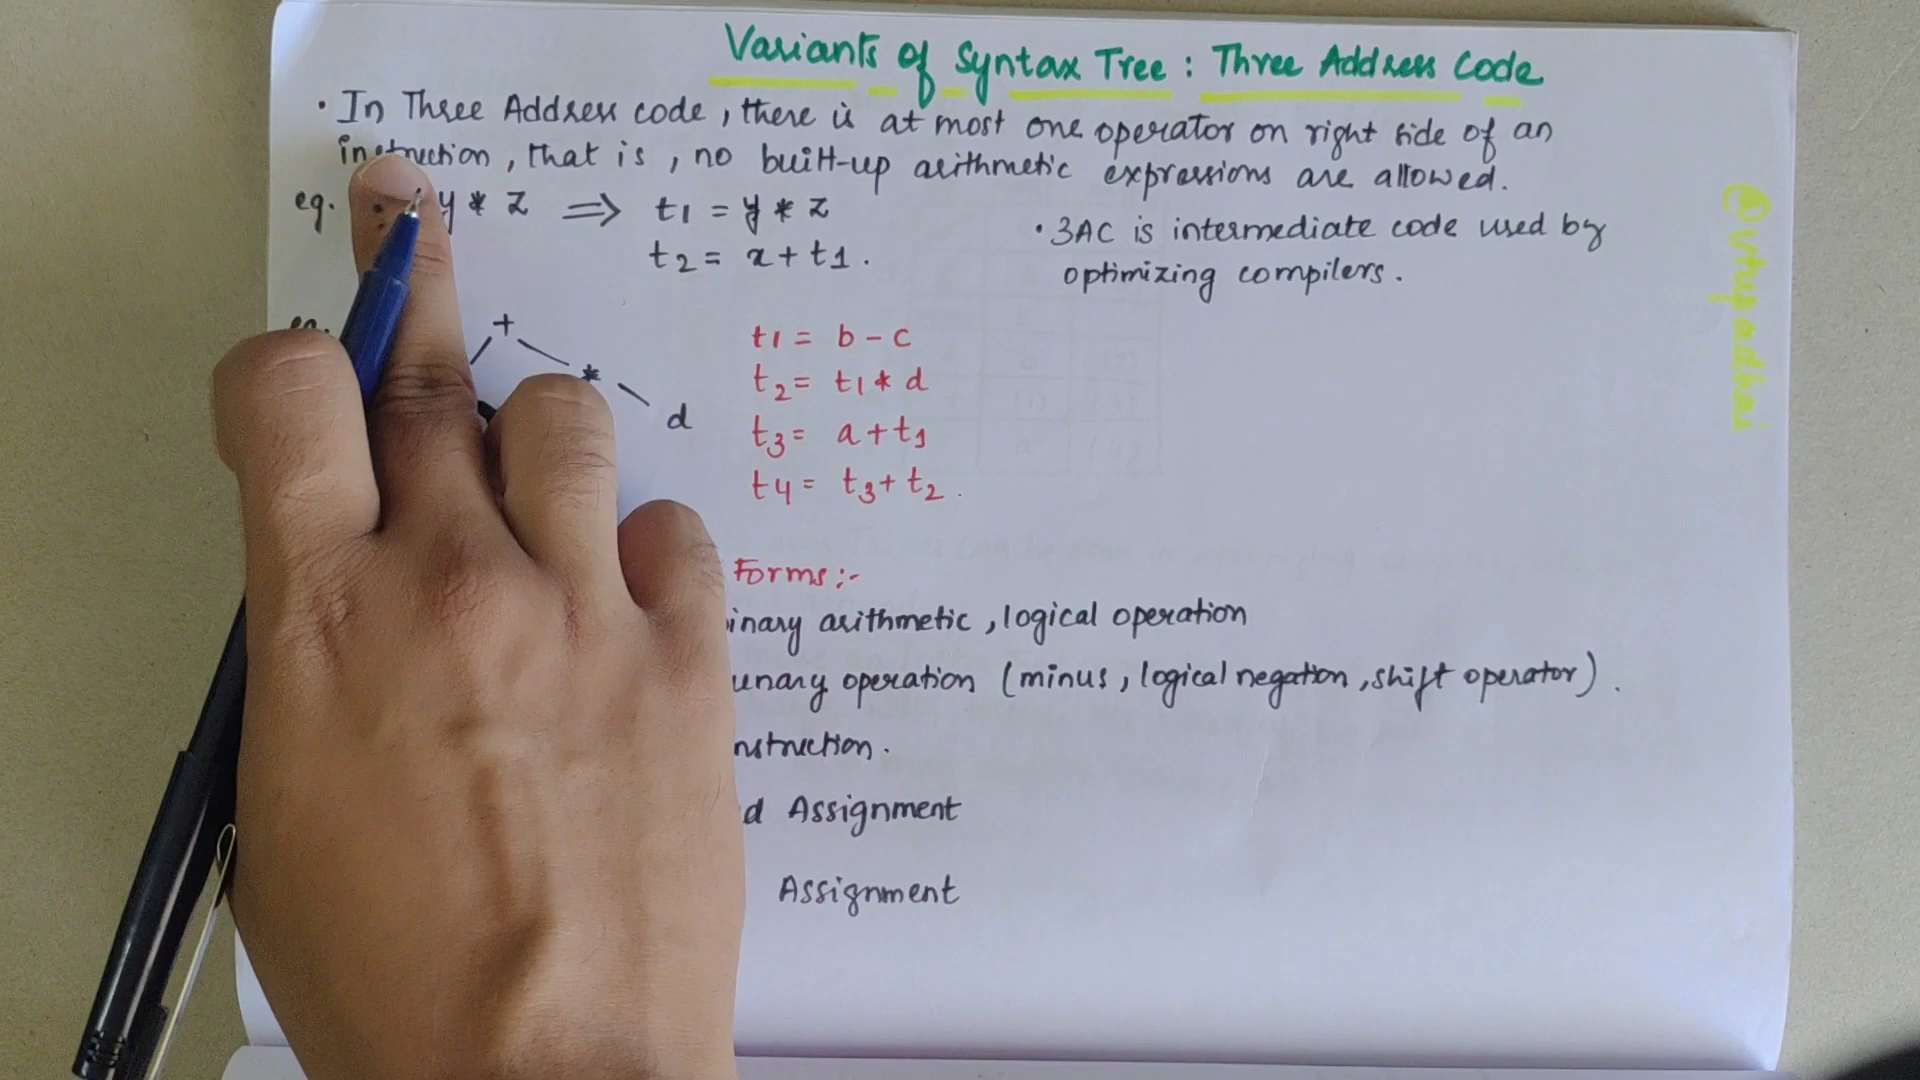 Variants of Syntax Tree : Three Address Code
• In Three Address code , there is at most one operator on right side of an
instruction , that is , no built-up arithmetic expressions are allowed .
eg. y * z ⇒ t1 = y * z
t2 = x + t1 .
• 3AC is intermediate code used by
optimizing compilers .
+
*
d
t1 = b - c
t2 = t1 * d
t3 = a + t1
t4 = t3 + t2 .
Forms :-
inary arithmetic , logical operation
unary operation (minus , logical negation , shift operator) .
nstruction .
d Assignment
Assignment
@vtupadhai